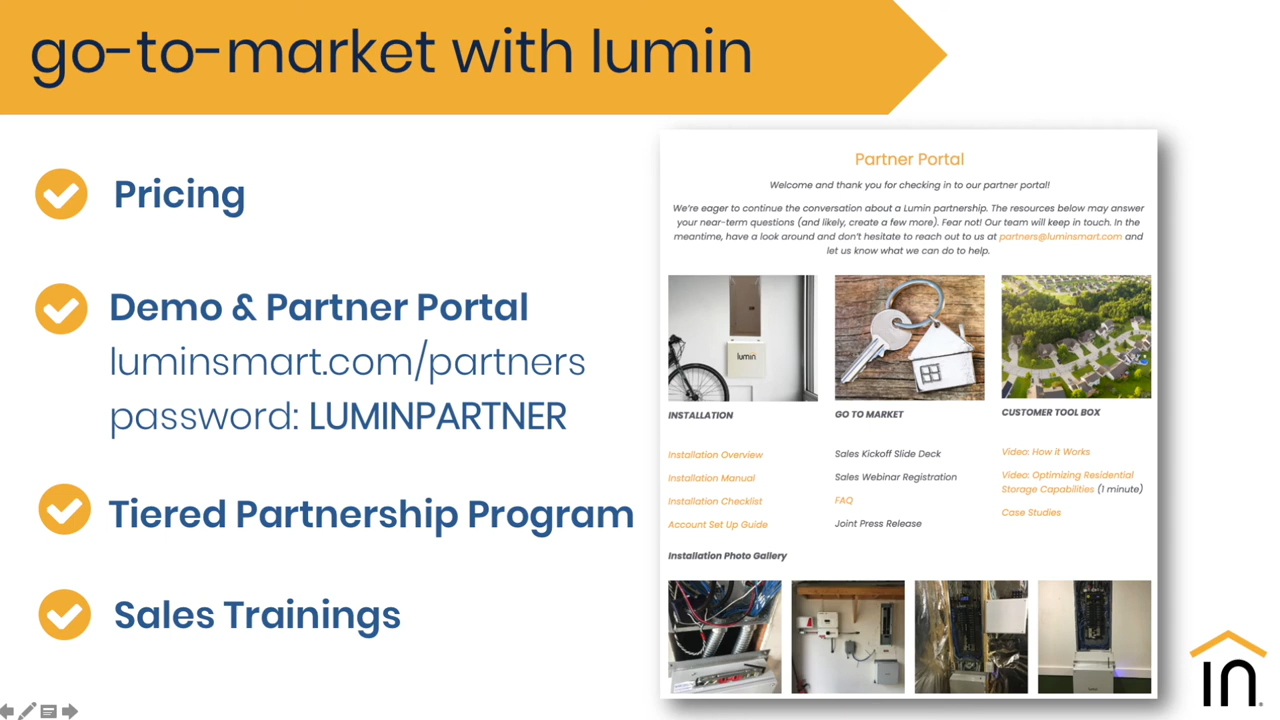 go-to-market with lumin
Pricing
Demo & Partner Portal
luminsmart.com/partners
password: LUMINPARTNER
Tiered Partnership Program
Sales Trainings
Partner Portal
Welcome and thank you for checking in to our partner portal!
We're eager to continue the conversation about a Lumin partnership. The resources below may answer
your near-term questions (and likely, create a few more). Fear not! Our team will keep in touch. In the
meantime, have a look around and don't hesitate to reach out to us at partners@luminsmart.com and
let us know what we can do to help.
lumin
INSTALLATION
Installation Overview
Installation Manual
Installation Checklist
Account Set Up Guide
GO TO MARKET
Sales Kickoff Slide Deck
Sales Webinar Registration
FAQ
Joint Press Release
CUSTOMER TOOL BOX
Video: How it Works
Video: Optimizing Residential
Storage Capabilities (1 minute)
Case Studies
Installation Photo Gallery
in